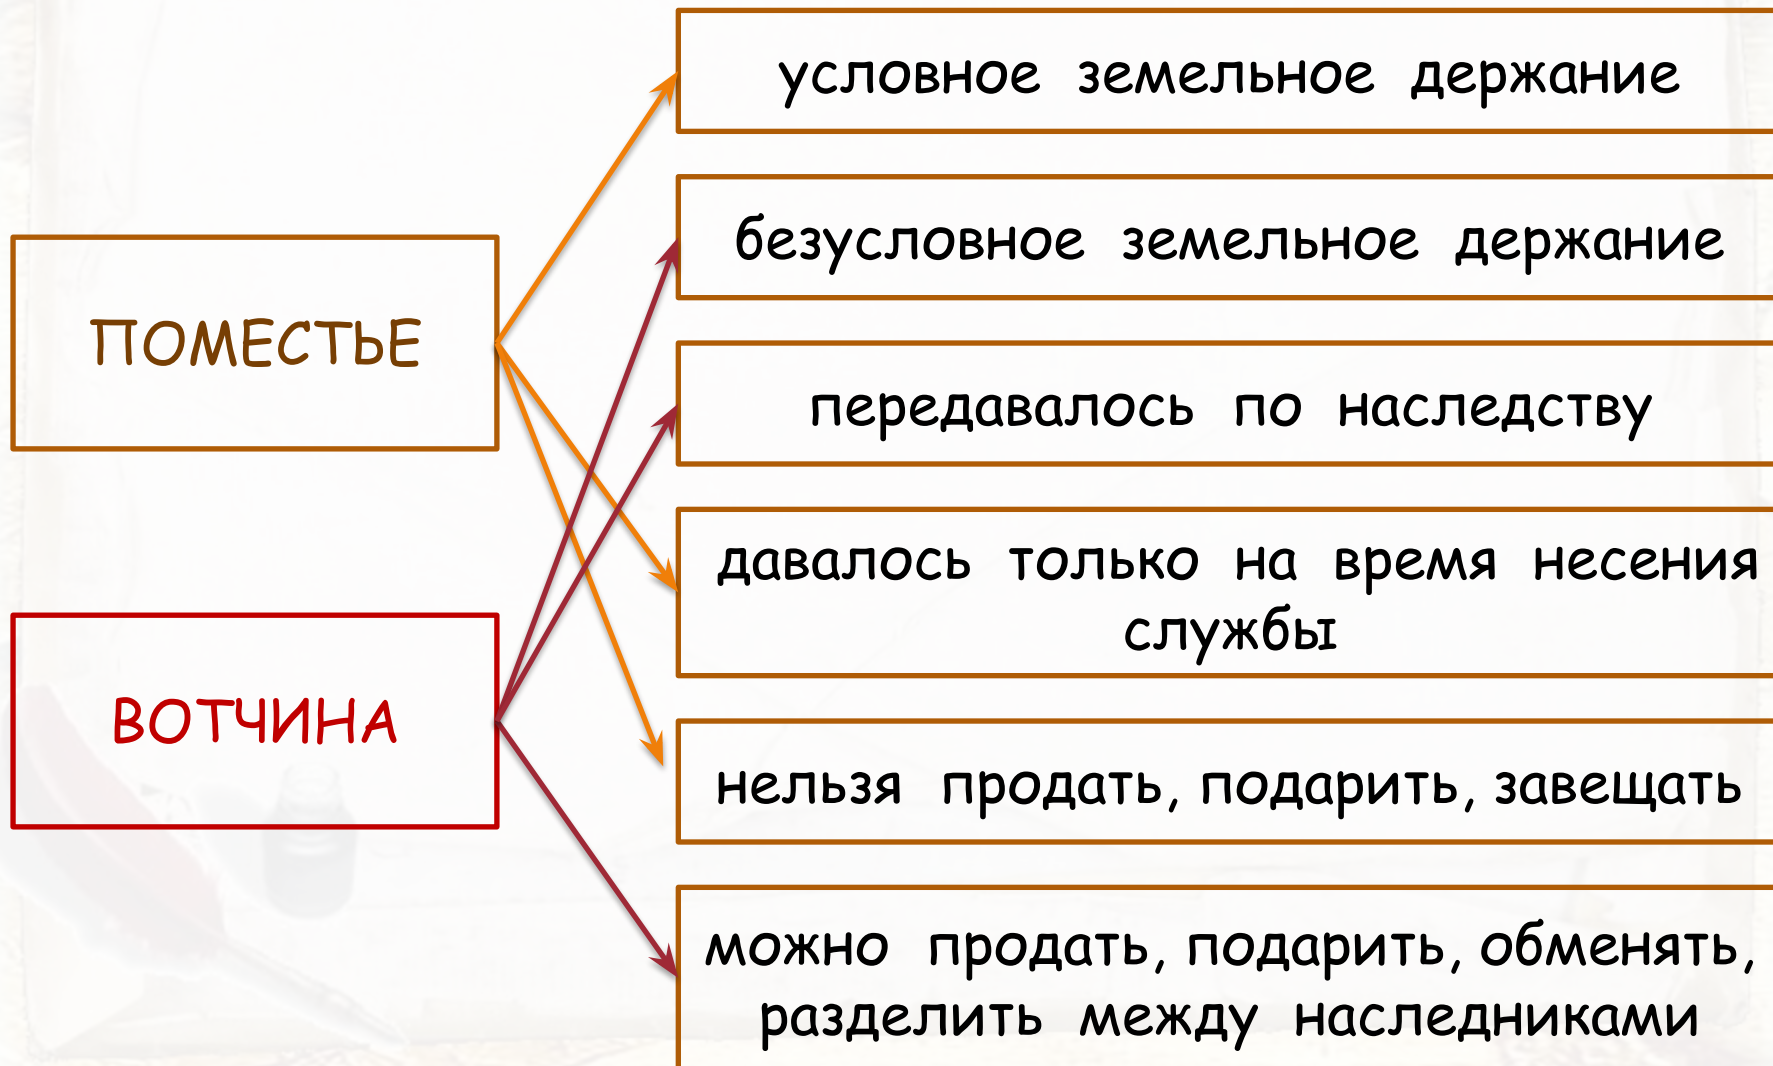 условное земельное держание
безусловное земельное держание
ПОМЕСТЬЕ
передавалось по наследству
давалось только на время несения
службы
ВОТЧИНА
нельзя продать, подарить, завещать
можно продать, подарить, обменять,
разделить между наследниками